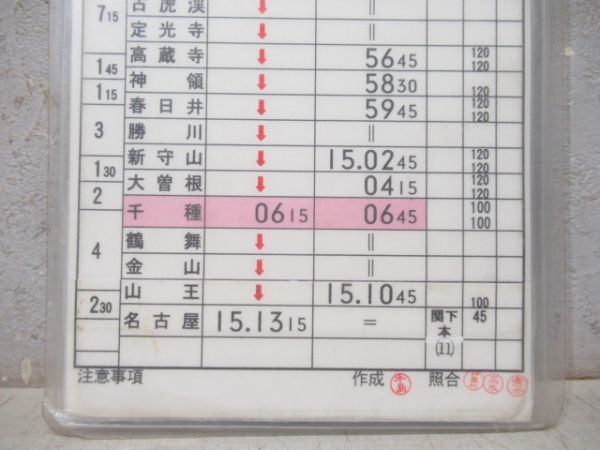 古虎渓 ↓ ||
7 15
定光寺 ↓ ||
高蔵寺 ↓ 56 45 120 120
1 45
神領 ↓ 58 30 120
1 15
春日井 ↓ 59 45 120 120
3
勝川 ↓ ||
新守山 ↓ 15.02 45 120 120
1 30
大曽根 ↓ 04 15 120 120
2
千種 06 15 06 45 100 100
鶴舞 ↓ ||
4
金山 ↓ ||
山王 ↓ 15.10 45 100
2 30
名古屋 15.13 15 = 関下本(11) 45
注意事項 作成 照合